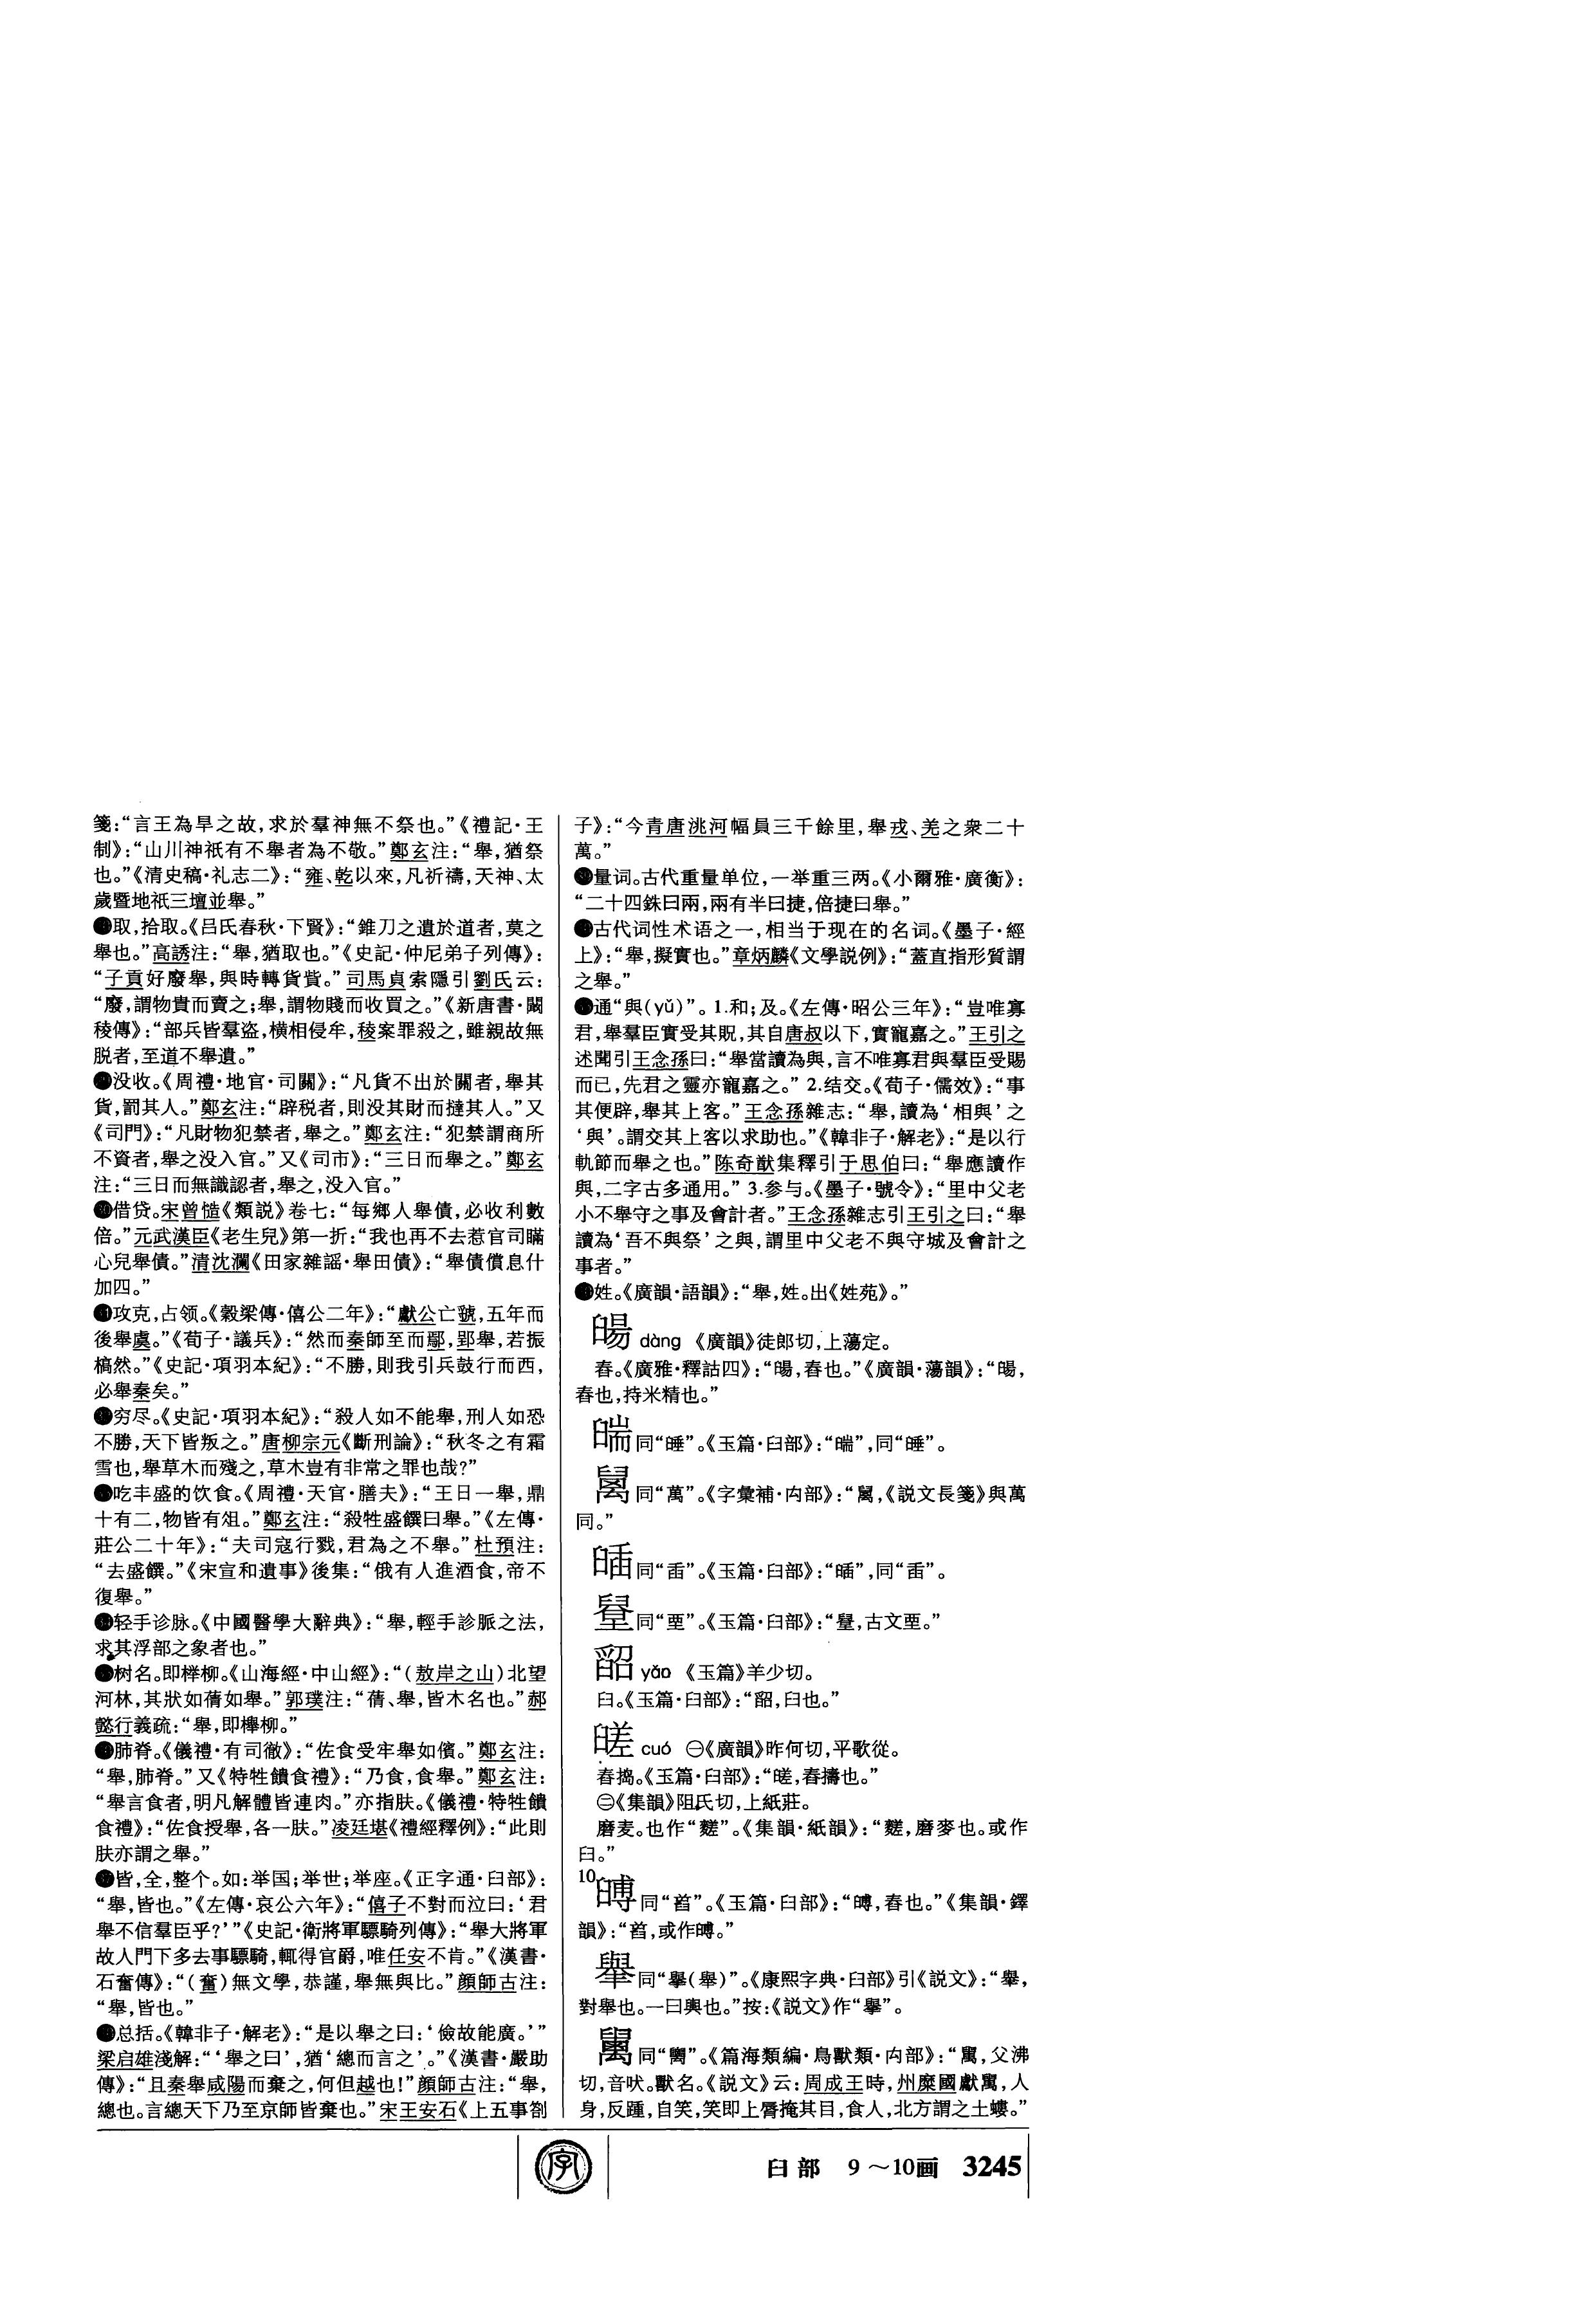 箋:“言王為旱之故,求於羣神無不祭也。”《禮記·王
制》:“山川神祇有不舉者為不敬。”鄭玄注:“舉,猶祭
也。”《清史稿·礼志二》:“雍、乾以來,凡祈禱,天神、太
歲暨地祇三壇並舉。”
取,拾取。《吕氏春秋·下賢》:“錐刀之遺於道者,莫之
舉也。”高誘注:“舉,猶取也。”《史記·仲尼弟子列傳》:
“子貢好廢舉,與時轉貨貲。”司馬貞索隱引劉氏云:
“廢,謂物貴而賣之;舉,謂物賤而收買之。”《新唐書·闞
稜傳》:“部兵皆羣盗,横相侵牟,稜案罪殺之,雖親故無
脱者,至道不舉遺。”
没收。《周禮·地官·司關》:“凡貨不出於關者,舉其
貨,罰其人。”鄭玄注:“辟税者,則没其財而撻其人。”又
《司門》:“凡財物犯禁者,舉之。”鄭玄注:“犯禁謂商所
不資者,舉之没入官。”又《司市》:“三日而舉之。”鄭玄
注:“三日而無識認者,舉之,没入官。”
借贷。宋曾慥《類説》卷七:“每鄉人舉債,必收利數
倍。”元武漢臣《老生兒》第一折:“我也再不去惹官司瞞
心兒舉債。”清沈瀾《田家雜謡·舉田債》:“舉債償息什
加四。”
攻克,占领。《穀梁傳·僖公二年》:“獻公亡虢,五年而
後舉虞。”《荀子·議兵》:“然而秦師至而鄢,郢舉,若振
槁然。”《史記·項羽本紀》:“不勝,則我引兵鼓行而西,
必舉秦矣。”
穷尽。《史記·項羽本紀》:“殺人如不能舉,刑人如恐
不勝,天下皆叛之。”唐柳宗元《斷刑論》:“秋冬之有霜
雪也,舉草木而殘之,草木豈有非常之罪也哉?”
吃丰盛的饮食。《周禮·天官·膳夫》:“王日一舉,鼎
十有二,物皆有俎。”鄭玄注:“殺牲盛饌曰舉。”《左傳·
莊公二十年》:“夫司寇行戮,君為之不舉。”杜預注:
“去盛饌。”《宋宣和遺事》後集:“俄有人進酒食,帝不
復舉。”
轻手诊脉。《中國醫學大辭典》:“舉,輕手診脈之法,
求其浮部之象者也。”
树名。即榉柳。《山海經·中山經》:“(敖岸之山)北望
河林,其狀如蒨如舉。”郭璞注:“蒨、舉,皆木名也。”郝
懿行義疏:“舉,即櫸柳。”
肺脊。《儀禮·有司徹》:“佐食受牢舉如儐。”鄭玄注:
“舉,肺脊。”又《特牲饋食禮》:“乃食,食舉。”鄭玄注:
“舉言食者,明凡解體皆連肉。”亦指肤。《儀禮·特牲饋
食禮》:“佐食授舉,各一肤。”凌廷堪《禮經釋例》:“此則
肤亦謂之舉。”
皆,全,整个。如:举国;举世;举座。《正字通·臼部》:
“舉,皆也。”《左傳·哀公六年》:“僖子不對而泣曰:‘君
舉不信羣臣乎?’”《史記·衛將軍驃騎列傳》:“舉大將軍
故人門下多去事驃騎,輒得官爵,唯任安不肯。”《漢書·
石奮傳》:“(奮)無文學,恭謹,舉無與比。”顔師古注:
“舉,皆也。”
总括。《韓非子·解老》:“是以舉之曰:‘儉故能廣。’”
梁启雄淺解:“‘舉之曰’,猶‘總而言之’。”《漢書·嚴助
傳》:“且秦舉咸陽而棄之,何但越也!”顔師古注:“舉,
總也。言總天下乃至京師皆棄也。”宋王安石《上五事劄
子》:“今青唐洮河幅員三千餘里,舉戎、羌之衆二十
萬。”
量词。古代重量单位,一举重三两。《小爾雅·廣衡》:
“二十四銖曰兩,兩有半曰捷,倍捷曰舉。”
古代词性术语之一,相当于现在的名词。《墨子·經
上》:“舉,擬實也。”章炳麟《文學説例》:“蓋直指形質謂
之舉。”
通“與(yǔ)”。1.和;及。《左傳·昭公三年》:“豈唯寡
君,舉羣臣實受其貺,其自唐叔以下,實寵嘉之。”王引之
述聞引王念孫曰:“舉當讀為與,言不唯寡君與羣臣受賜
而已,先君之靈亦寵嘉之。”2.结交。《荀子·儒效》:“事
其便辟,舉其上客。”王念孫雜志:“舉,讀為‘相與’之
‘與’。謂交其上客以求助也。”《韓非子·解老》:“是以行
軌節而舉之也。”陈奇猷集釋引于思伯曰:“舉應讀作
與,二字古多通用。”3.参与。《墨子·號令》:“里中父老
小不舉守之事及會計者。”王念孫雜志引王引之曰:“舉
讀為‘吾不與祭’之與,謂里中父老不與守城及會計之
事者。”
姓。《廣韻·語韻》:“舉,姓。出《姓苑》。”
dàng 《廣韻》徒郎切,上蕩定。
舂。《廣雅·釋詁四》:“,舂也。”《廣韻·蕩韻》:“,
舂也,持米精也。”
同“”。《玉篇·臼部》:“”,同“”。
同“萬”。《字彙補·禸部》:“,《説文長箋》與萬
同。”
同“臿”。《玉篇·臼部》:“”,同“臿”。
同“垔”。《玉篇·臼部》:“,古文垔。”
yǎo 《玉篇》羊少切。
臼。《玉篇·臼部》:“,臼也。”
cuó ㊀《廣韻》昨何切,平歌從。
舂捣。《玉篇·臼部》:“,舂擣也。”
㊁《集韻》阻氏切,上紙莊。
磨麦。也作“”。《集韻·紙韻》:“,磨麥也。或作
臼。”
10
同“”。《玉篇·臼部》:“,舂也。”《集韻·鐸
韻》:“,或作。”
舉同“擧(舉)”。《康熙字典·臼部》引《説文》:“舉,
對舉也。一曰輿也。”按:《説文》作“擧”。
同“”。《篇海類編·鳥獸類·禸部》:“,父沸
切,音吠。獸名。《説文》云:周成王時,州靡國獻,人
身,反踵,自笑,笑即上脣掩其目,食人,北方謂之土螻。”
字
臼部 9～10画 3245